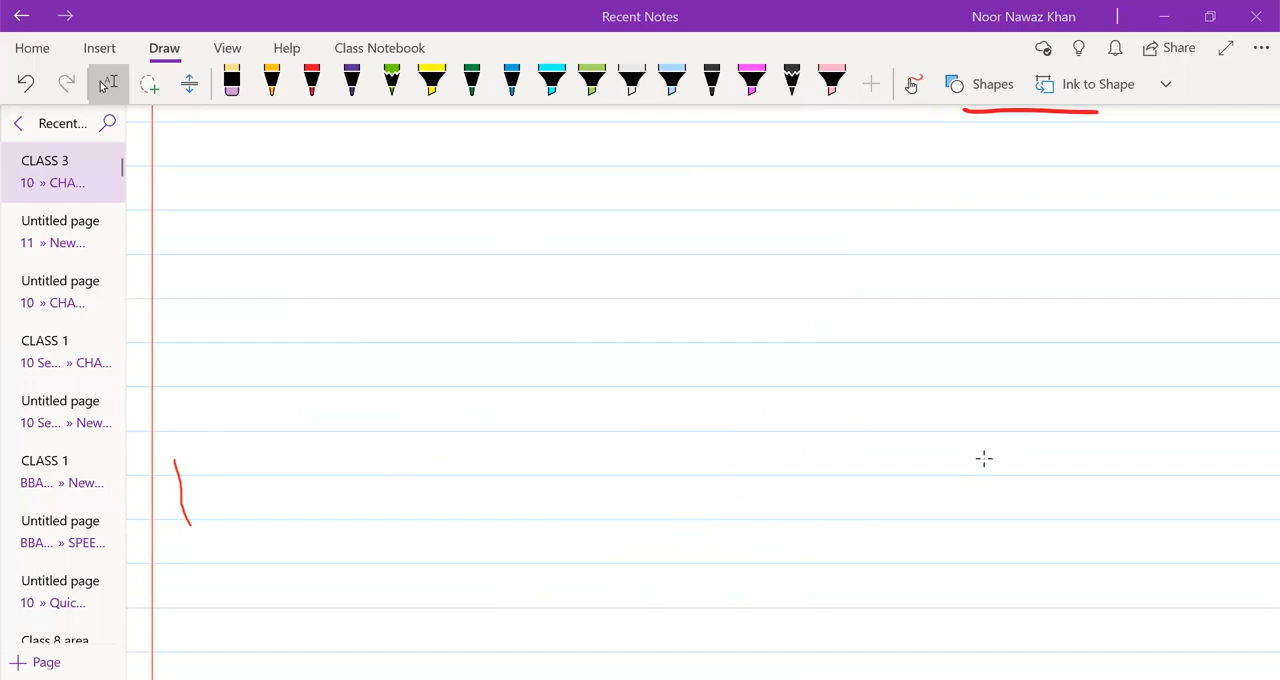 Recent Notes
Noor Nawaz Khan
Home Insert Draw View Help Class Notebook
Share
Shapes
Ink to Shape
Recent...
CLASS 3
10 » CHA...
Untitled page
11 » New...
Untitled page
10 » CHA...
CLASS 1
10 Se... » CHA...
Untitled page
10 Se... » New...
CLASS 1
BBA... » New...
Untitled page
BBA... » SPEE...
Untitled page
10 » Quic...
Class 8 area
Page